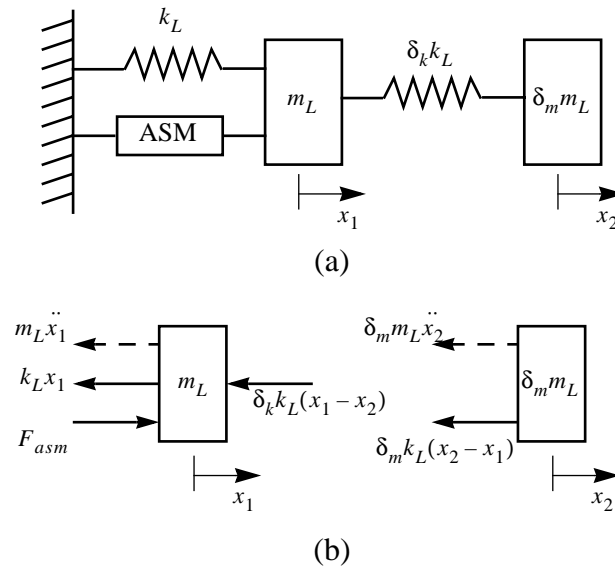 k_L
ASM
m_L
δ_k k_L
δ_m m_L
x_1
x_2
(a)
m_L ẍ_1
k_L x_1
F_asm
m_L
δ_k k_L(x_1 − x_2)
x_1
δ_m m_L ẍ_2
δ_m m_L
δ_m k_L(x_2 − x_1)
x_2
(b)